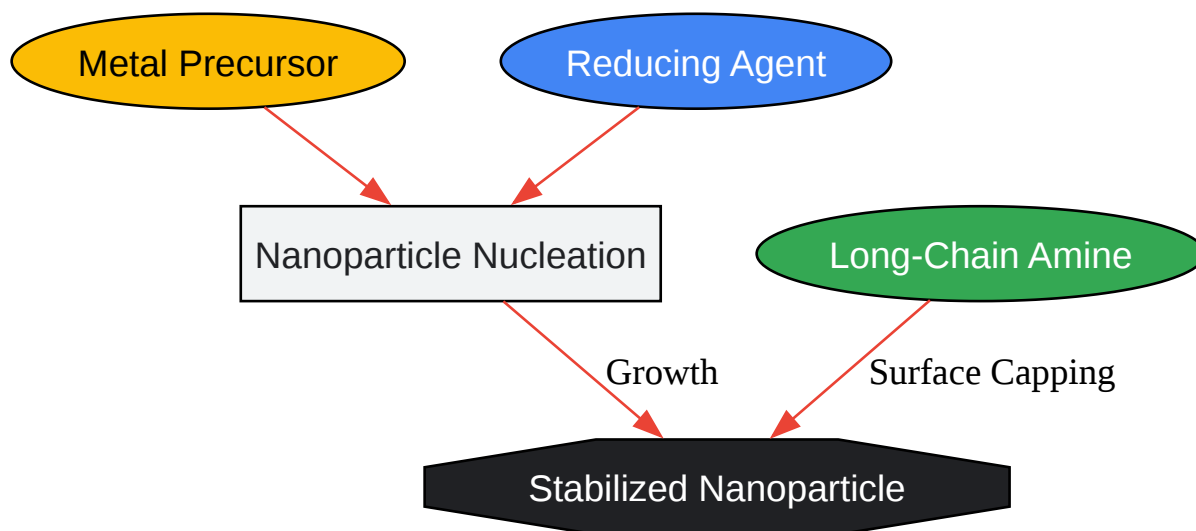 Metal Precursor
Reducing Agent
Nanoparticle Nucleation
Long-Chain Amine
Growth
Surface Capping
Stabilized Nanoparticle